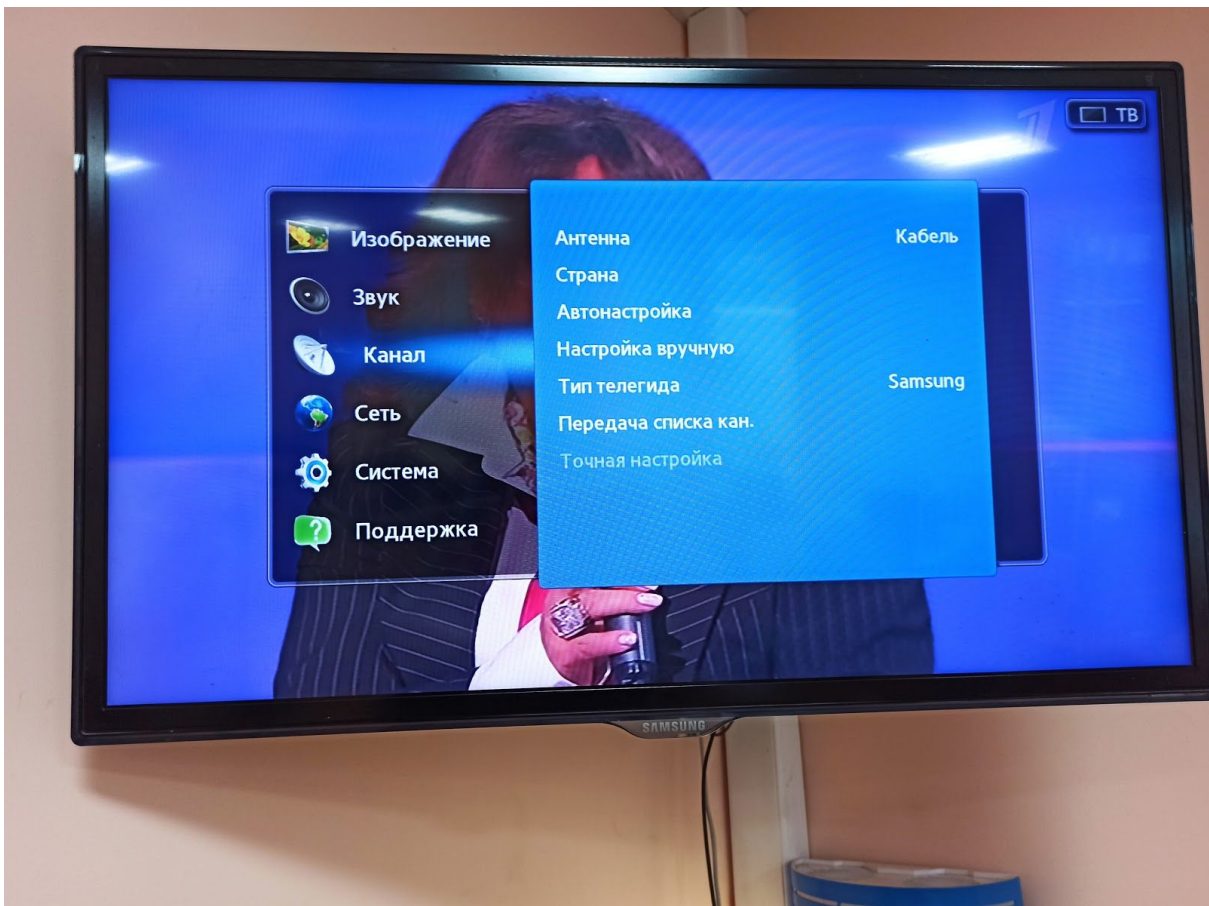 ТВ
Изображение
Звук
Канал
Сеть
Система
Поддержка
Антенна Кабель
Страна
Автонастройка
Настройка вручную
Тип телегида Samsung
Передача списка кан.
Точная настройка
SAMSUNG